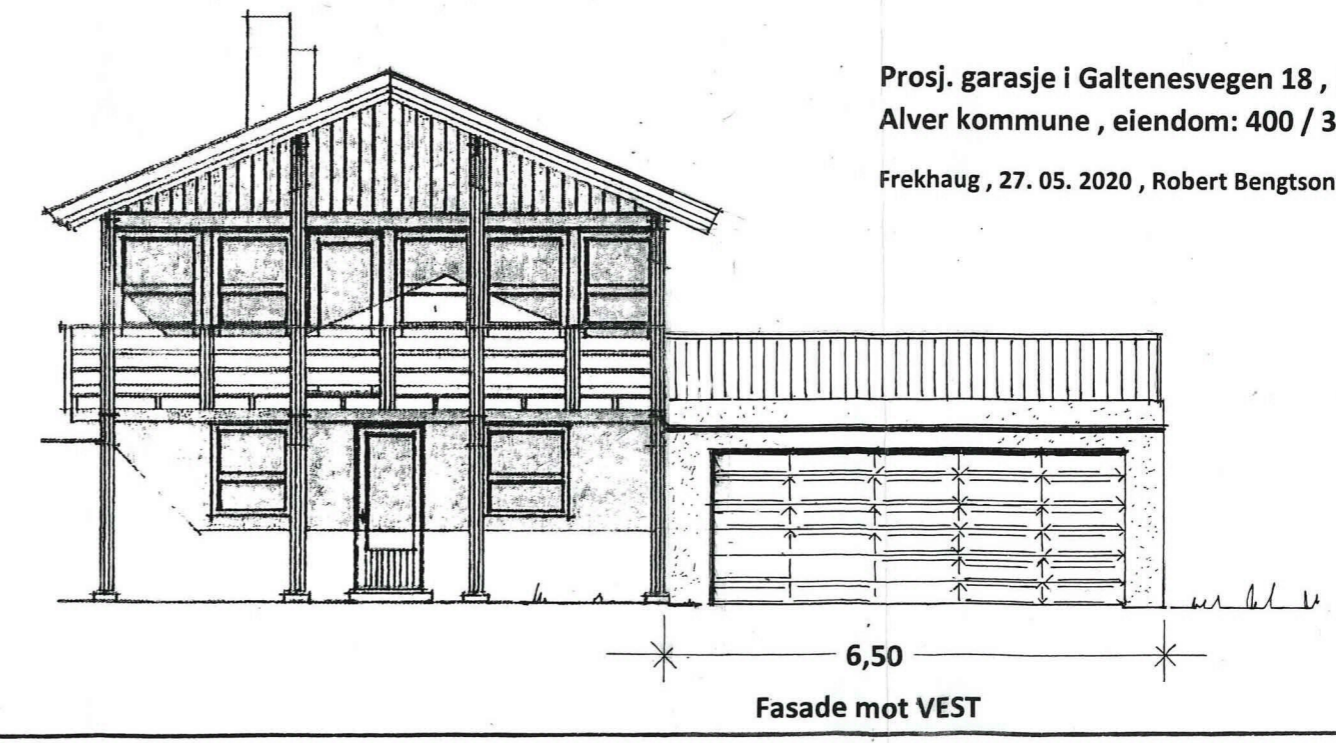 Prosj. garasje i Galtenesvegen 18 ,
Alver kommune , eiendom: 400 / 3
Frekhaug , 27. 05. 2020 , Robert Bengtson
6,50
Fasade mot VEST